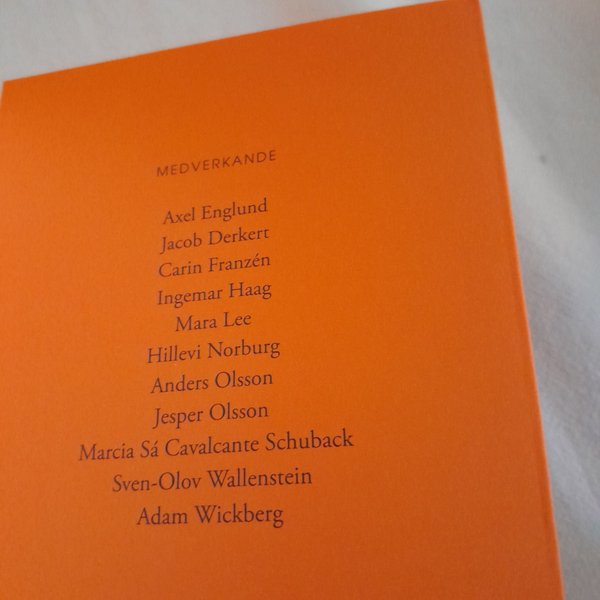 MEDVERKANDE
Axel Englund
Jacob Derkert
Carin Franzén
Ingemar Haag
Mara Lee
Hillevi Norburg
Anders Olsson
Jesper Olsson
Marcia Sá Cavalcante Schuback
Sven-Olov Wallenstein
Adam Wickberg